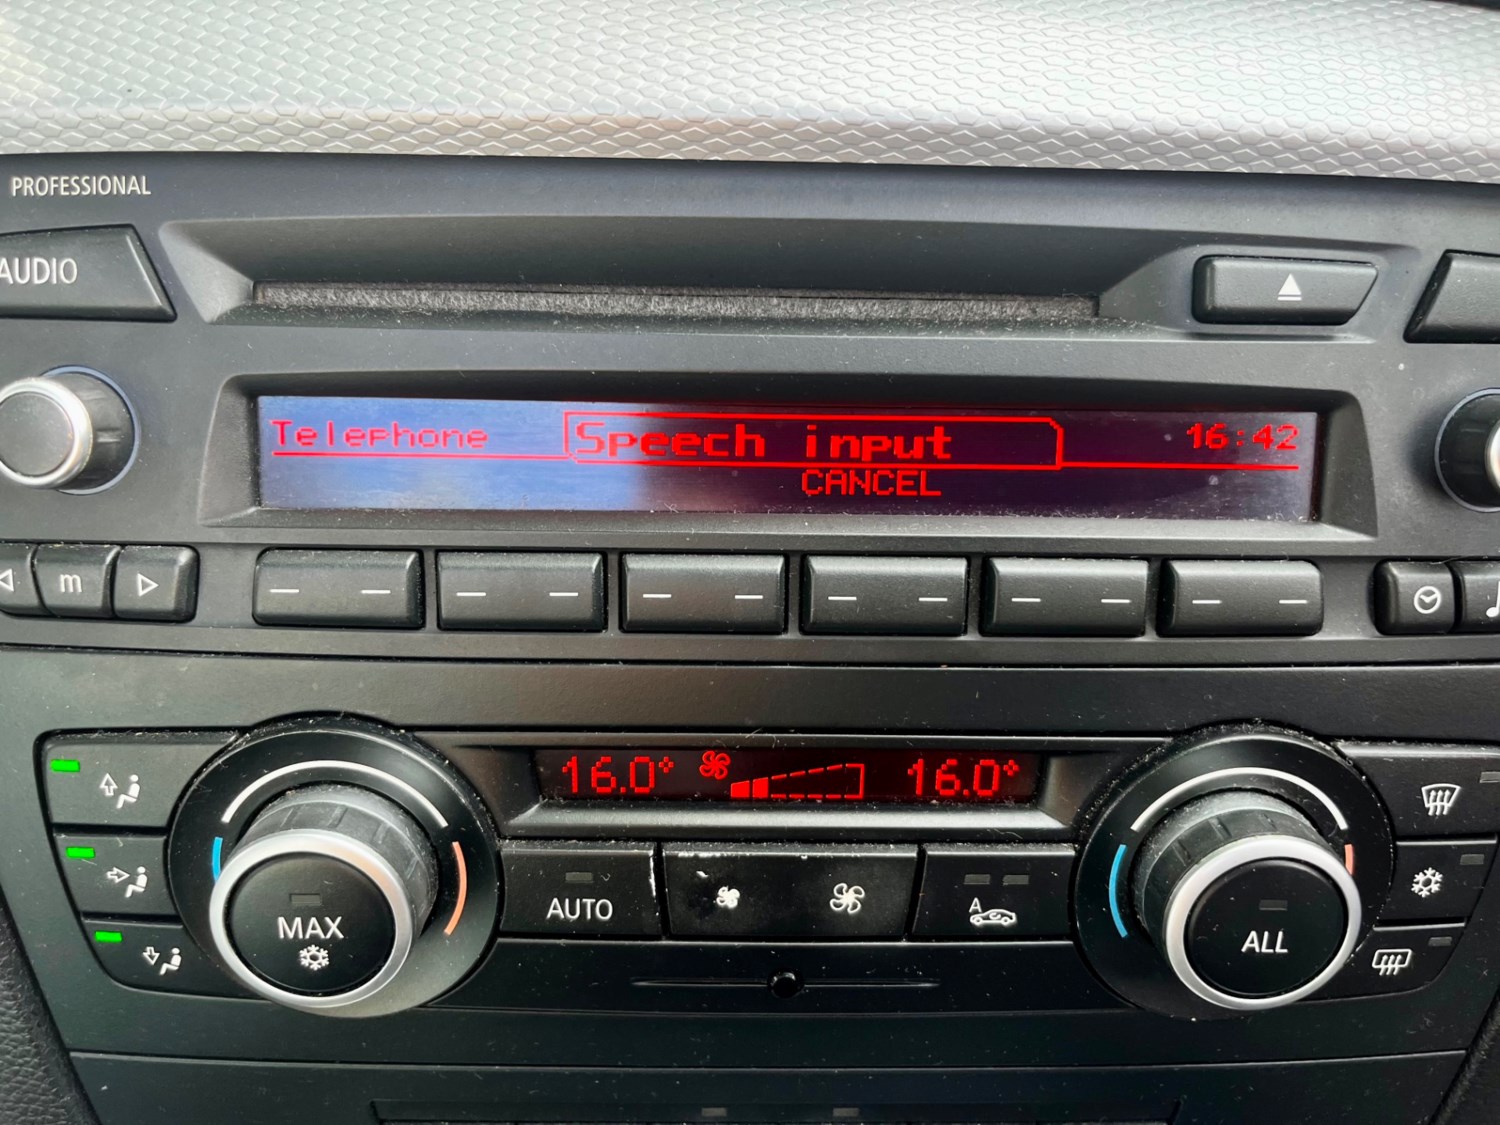 PROFESSIONAL
AUDIO
Telephone Speech input 16:42
CANCEL
m
16.0° 16.0°
MAX
AUTO
A
ALL